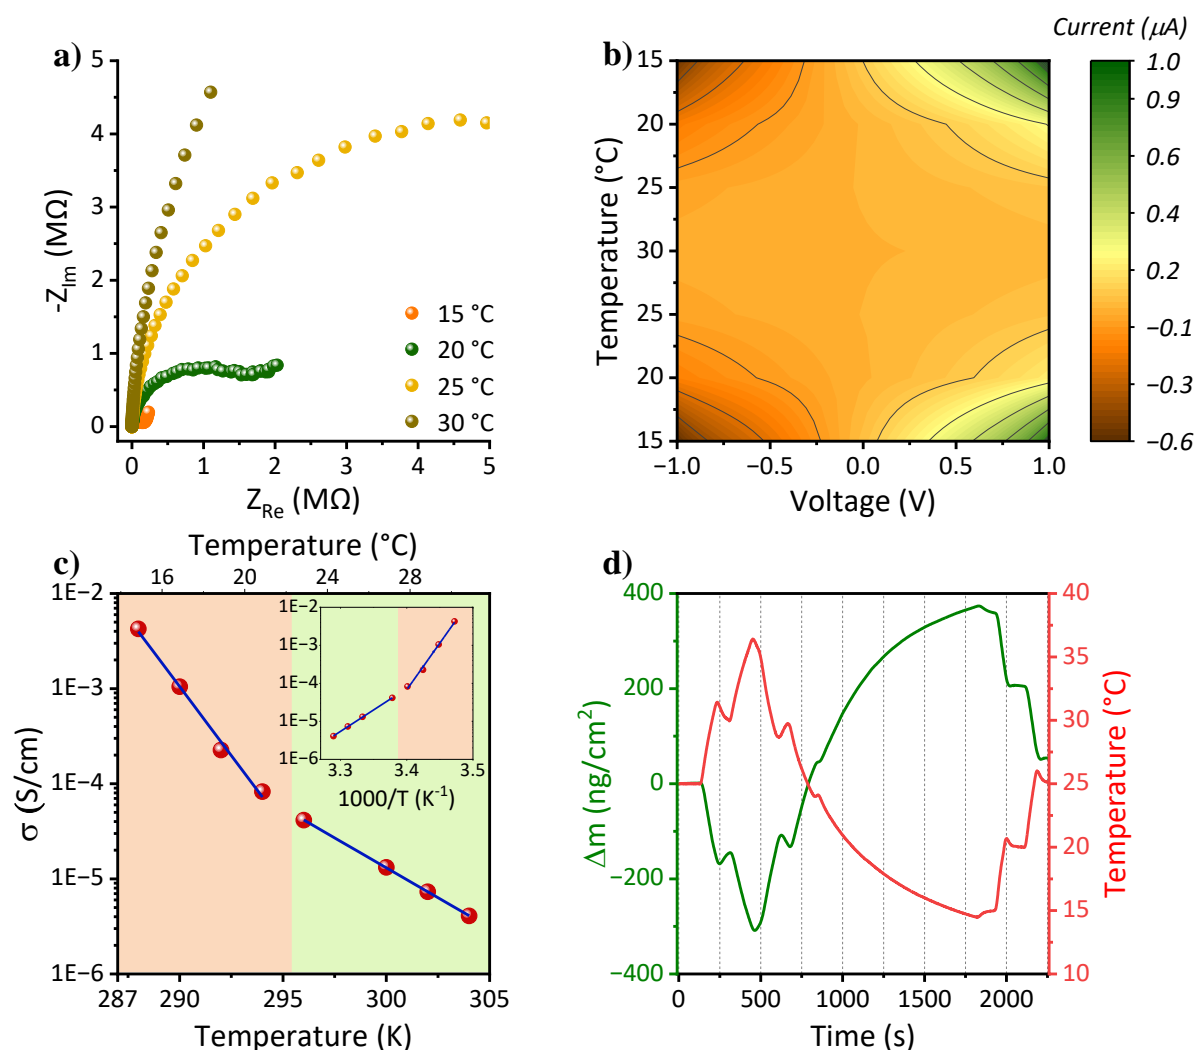 a)
5
4
3
2
1
0
-Z_Im (MΩ)
15 °C
20 °C
25 °C
30 °C
0 1 2 3 4 5
Z_Re (MΩ)
b)
Current (μA)
15
20
25
30
25
20
15
Temperature (°C)
−1.0 −0.5 0.0 0.5 1.0
Voltage (V)
1.0
0.9
0.6
0.4
0.2
−0.1
−0.3
−0.6
c)
Temperature (°C)
16 20 24 28
1E−2
1E−3
1E−4
1E−5
1E−6
σ (S/cm)
287 290 295 300 305
Temperature (K)
1E−2
1E−3
1E−4
1E−5
1E−6
3.3 3.4 3.5
1000/T (K⁻¹)
d)
400
200
0
−200
−400
Δm (ng/cm²)
40
35
30
25
20
15
10
Temperature (°C)
0 500 1000 1500 2000
Time (s)